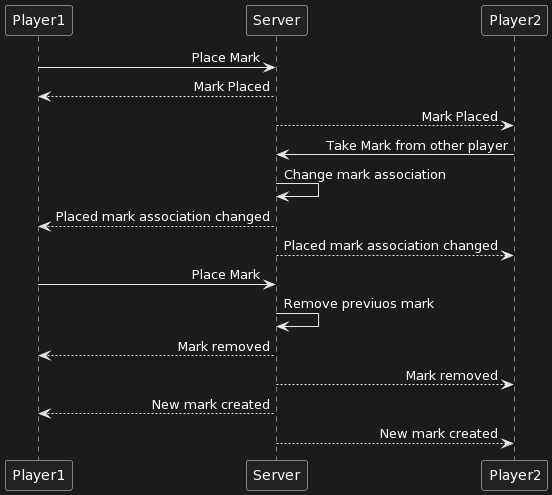 Player1 Server Player2
Place Mark
Mark Placed
Mark Placed
Take Mark from other player
Change mark association
Placed mark association changed
Placed mark association changed
Place Mark
Remove previuos mark
Mark removed
Mark removed
New mark created
New mark created
Player1 Server Player2